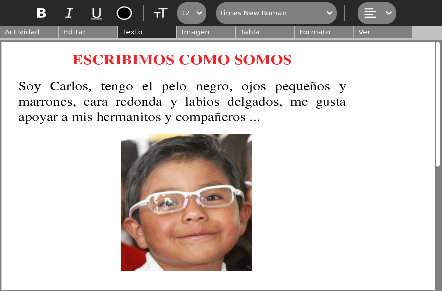 B I U TT 12 Times New Roman
Actividad Editar Texto Imagen Tabla Formato Ver
ESCRIBIMOS COMO SOMOS
Soy Carlos, tengo el pelo negro, ojos pequeños y
marrones, cara redonda y labios delgados, me gusta
apoyar a mis hermanitos y compañeros ...